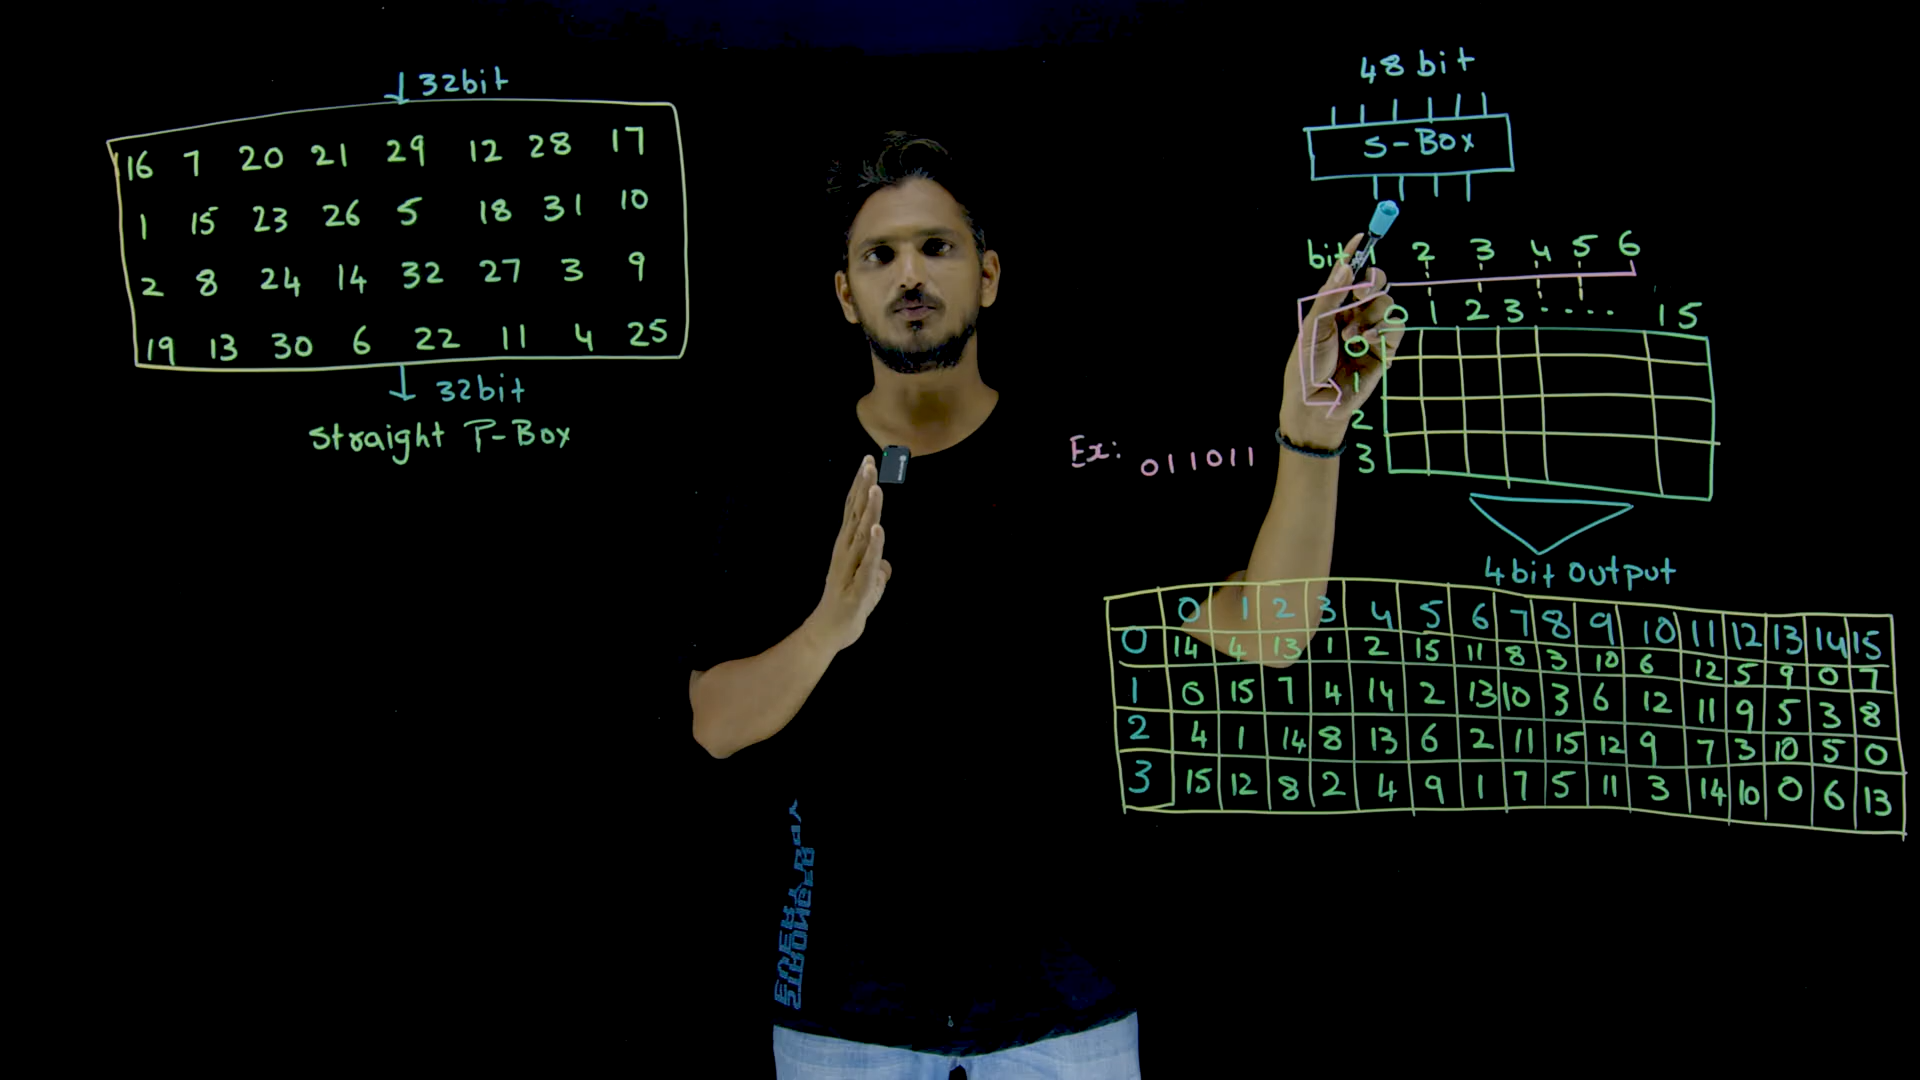 32bit
16 7 20 21 29 12 28 17
1 15 23 26 5 18 31 10
2 8 24 14 32 27 3 9
19 13 30 6 22 11 4 25
32bit
Straight P-Box
48 bit
S-Box
bit 1 2 3 4 5 6
0 1 2 3 ..... 15
0
1
2
3
Ex: 011011
4bit output
0 1 2 3 4 5 6 7 8 9 10 11 12 13 14 15
0 14 4 13 1 2 15 11 8 3 10 6 12 5 9 0 7
1 0 15 7 4 14 2 13 10 3 6 12 11 9 5 3 8
2 4 1 14 8 13 6 2 11 15 12 9 7 3 10 5 0
3 15 12 8 2 4 9 1 7 5 11 3 14 10 0 6 13